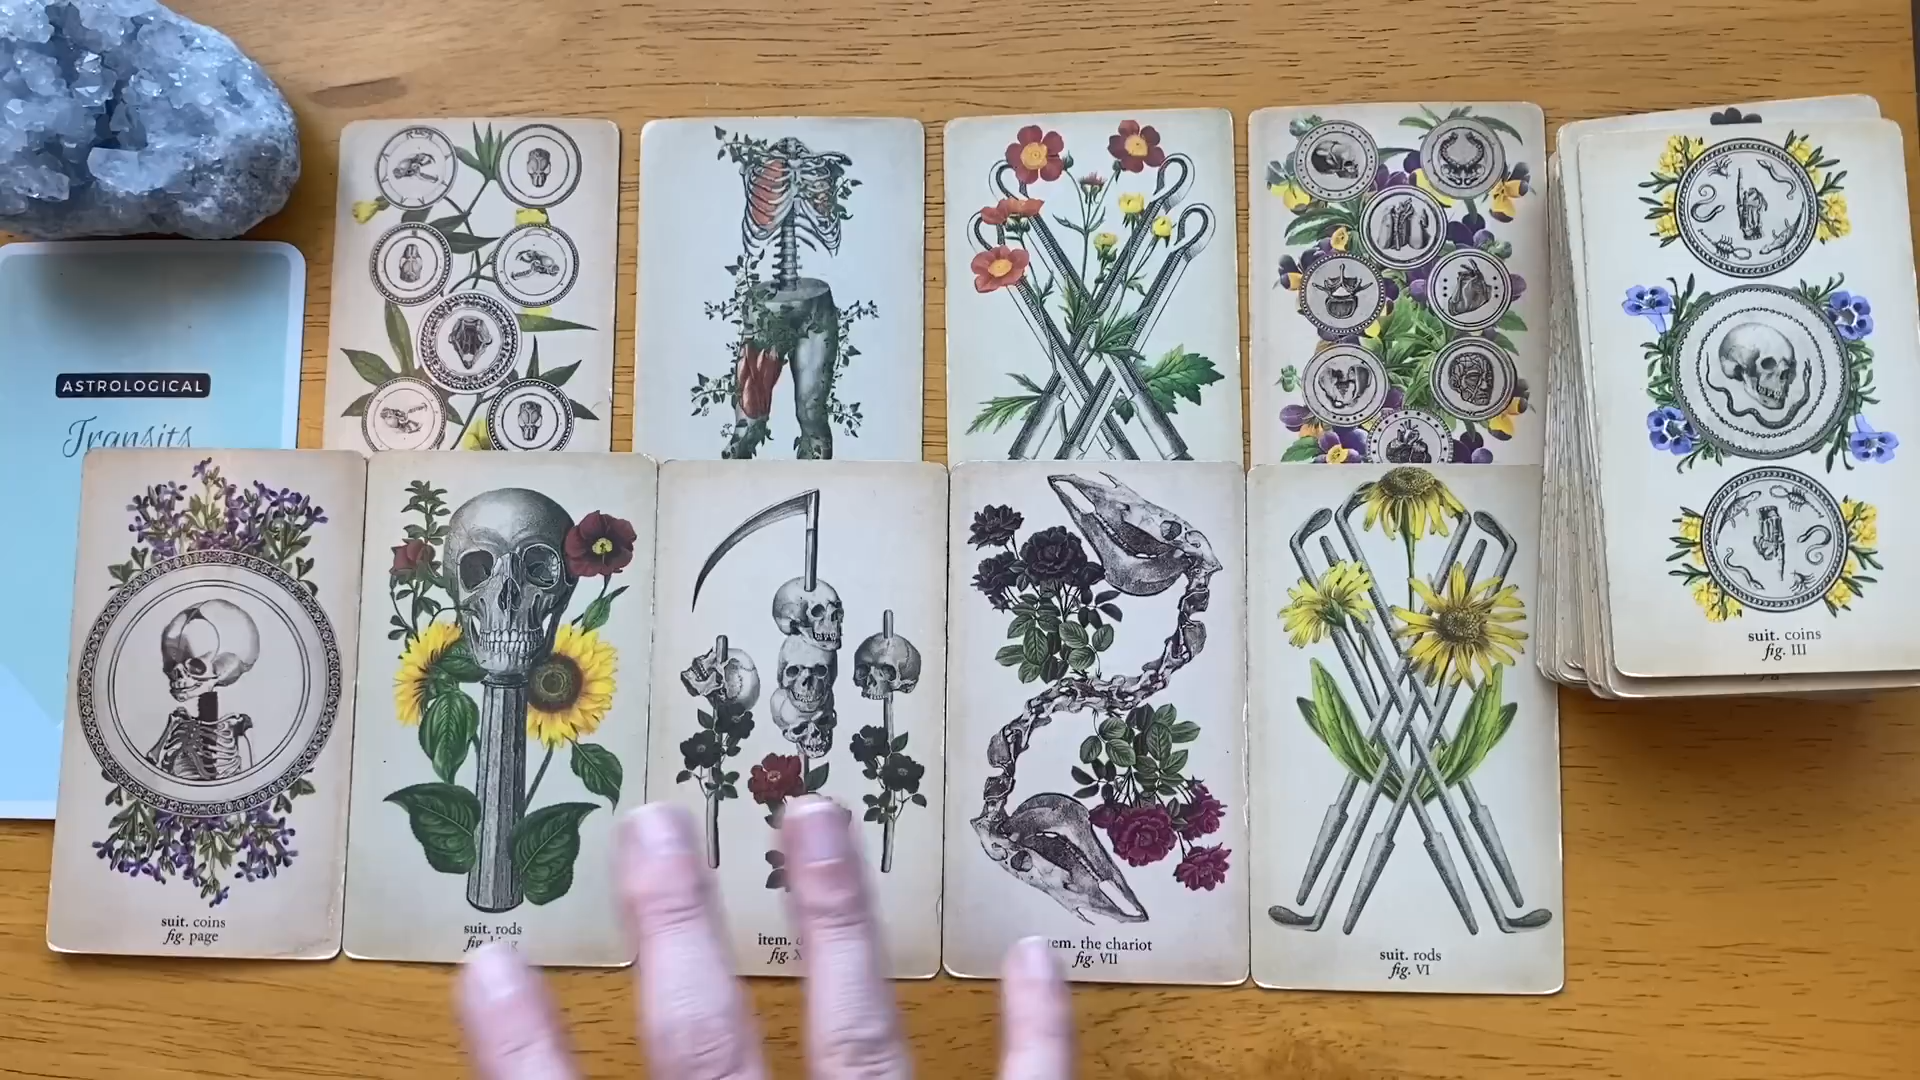 ASTROLOGICAL
Transits
suit. coins
fig. III
suit. coins
fig. page
suit. rods
fig.
item.
fig.
item. the chariot
fig. VII
suit. rods
fig. VI